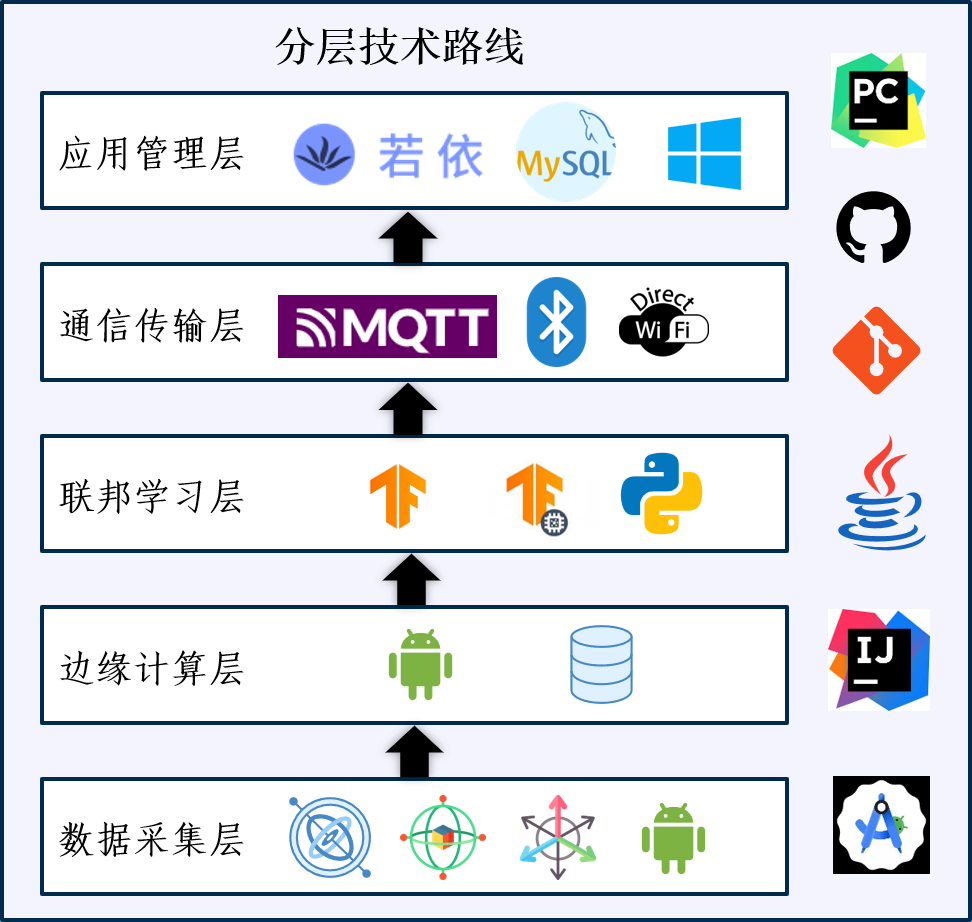 分层技术路线
应用管理层
若依
MySQL
通信传输层
MQTT
Direct
Wi Fi
联邦学习层
边缘计算层
数据采集层
PC
IJ